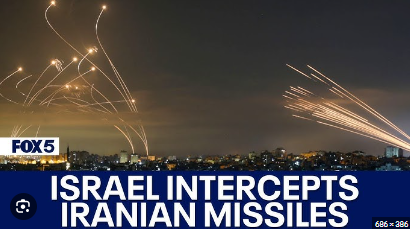 FOX 5
ISRAEL INTERCEPTS
IRANIAN MISSILES
686 × 386